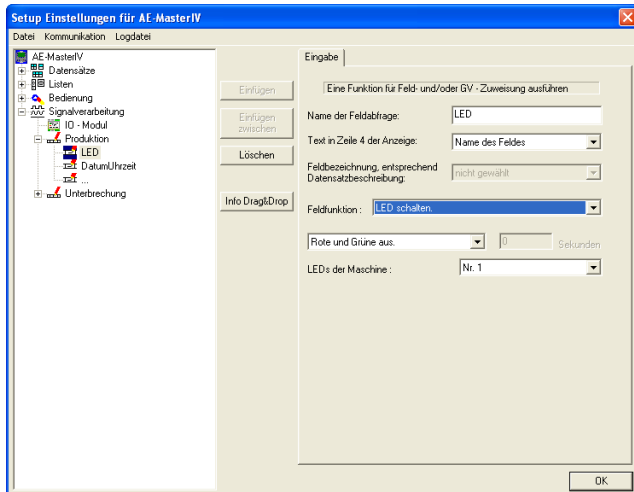 Setup Einstellungen für AE-MasterIV
Datei Kommunikation Logdatei
AE-MasterIV
Datensätze
Listen
Bedienung
Signalverarbeitung
IO - Modul
Produktion
LED
DatumUhrzeit
...
Unterbrechung
Einfügen
Einfügen
zwischen
Löschen
Info Drag&Drop
Eingabe
Eine Funktion für Feld- und/oder GV - Zuweisung ausführen
Name der Feldabfrage: LED
Text in Zeile 4 der Anzeige: Name des Feldes
Feldbezeichnung, entsprechend
Datensatzbeschreibung: nicht gewählt
Feldfunktion : LED schalten.
Rote und Grüne aus. 0 Sekunden
LEDs der Maschine : Nr. 1
OK